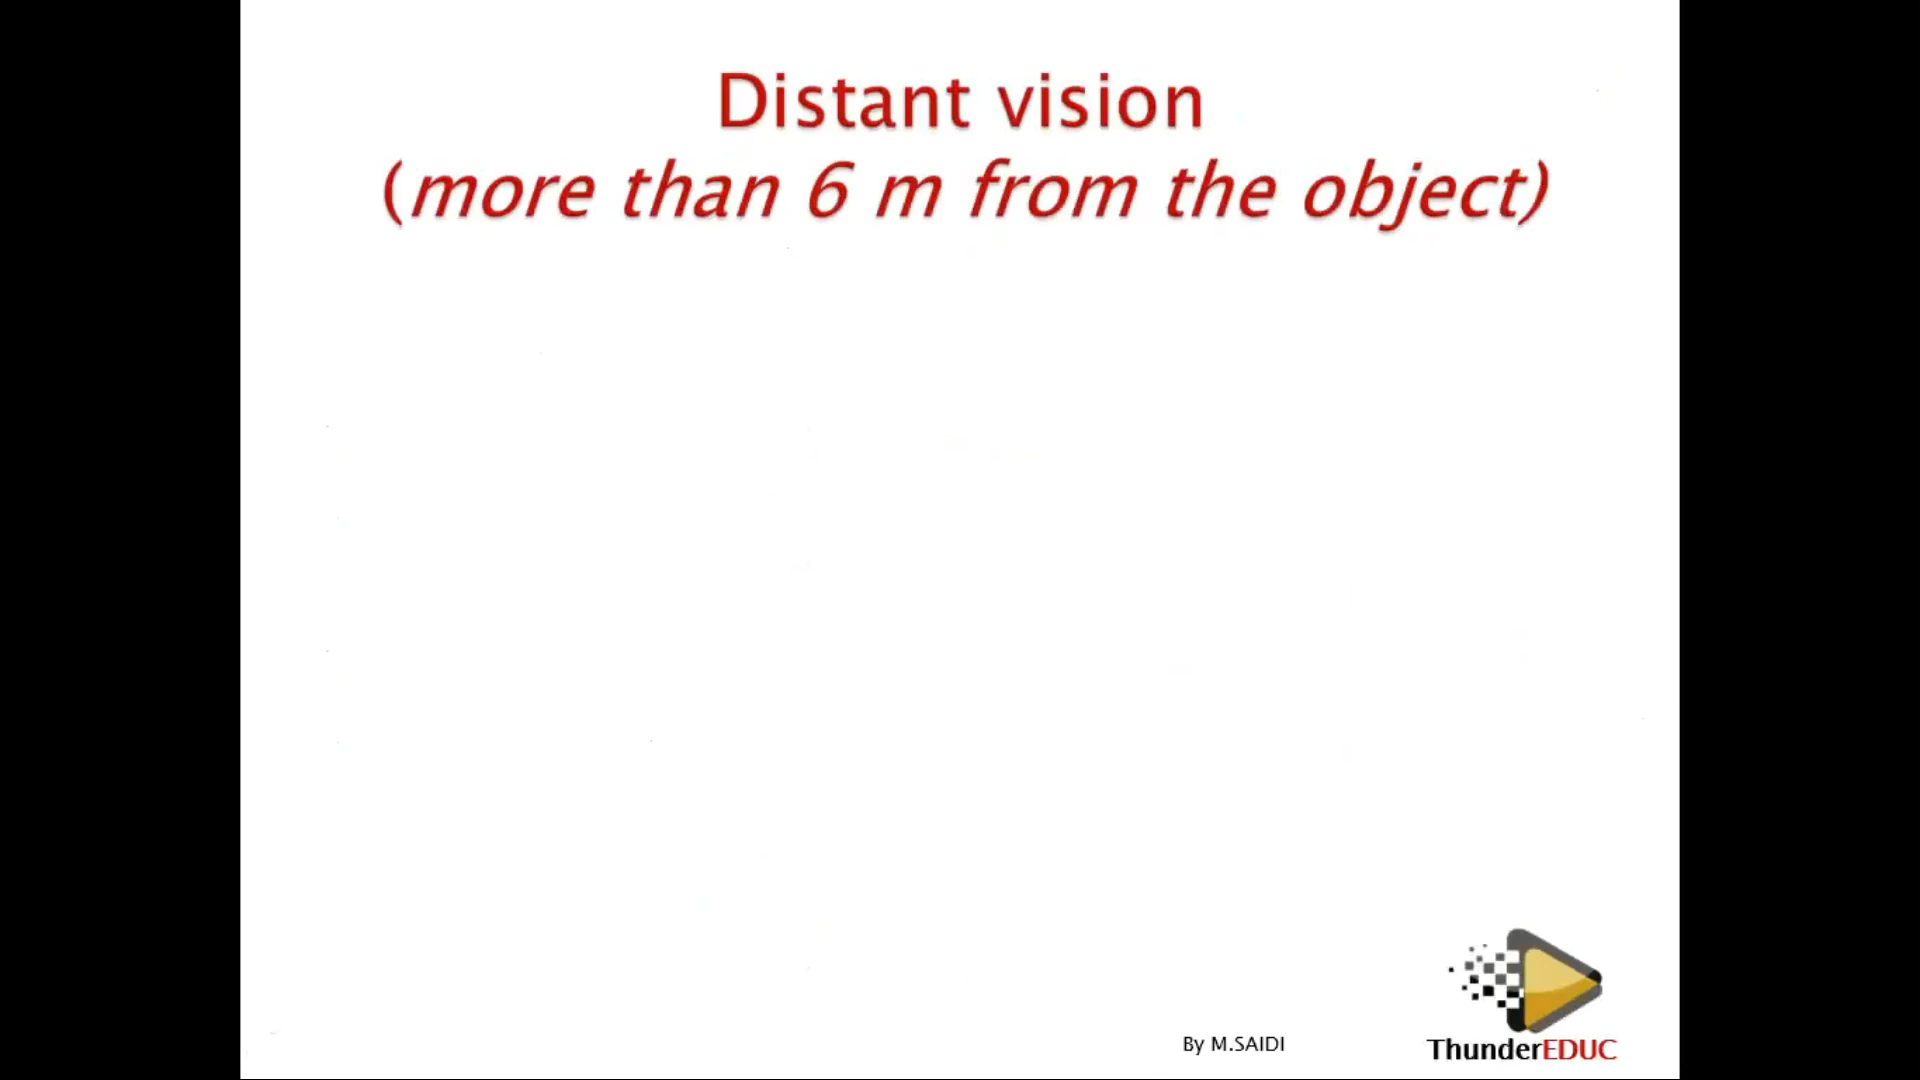 Distant vision
(more than 6 m from the object)
By M.SAIDI
ThunderEDUC